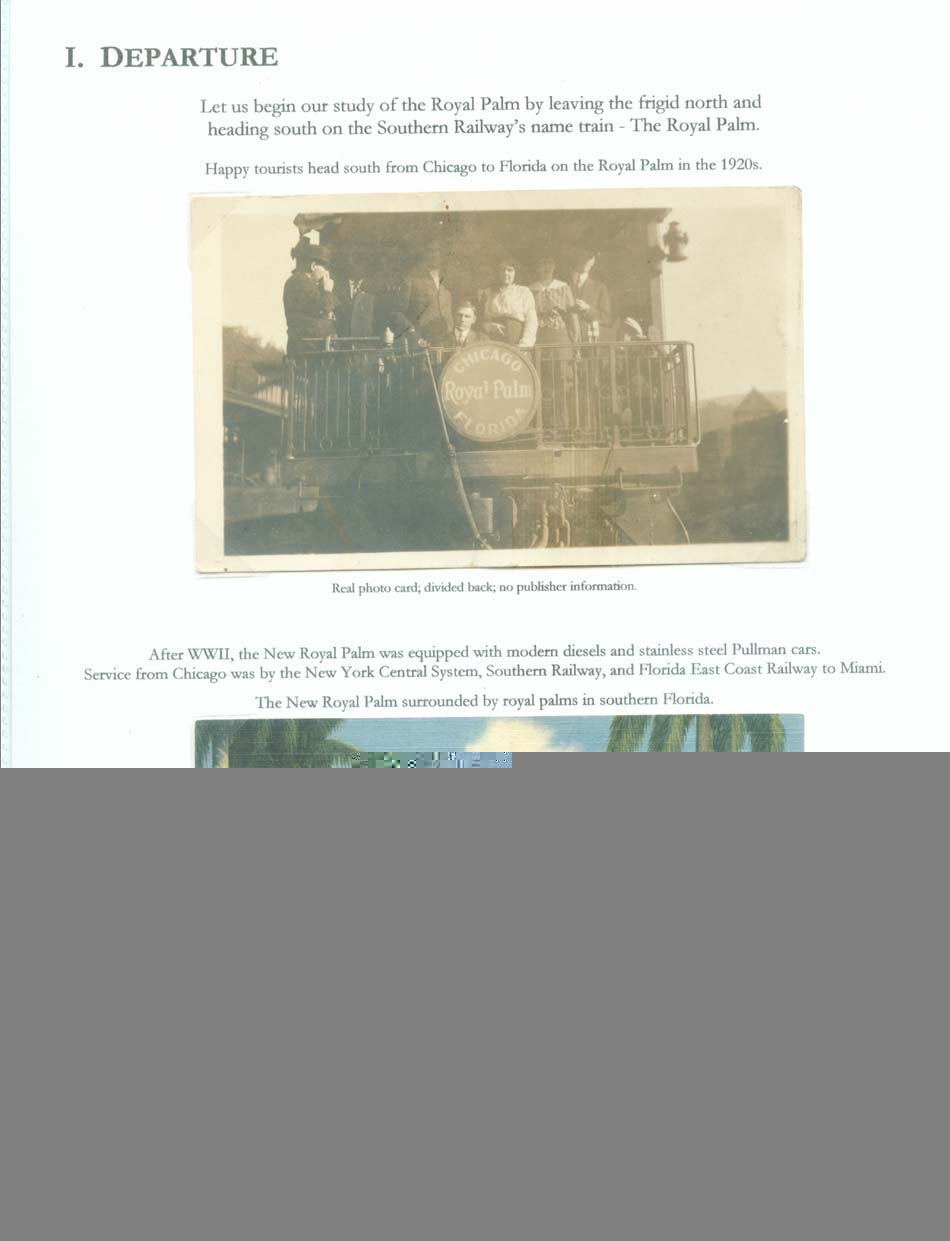 I. DEPARTURE
Let us begin our study of the Royal Palm by leaving the frigid north and
heading south on the Southern Railway's name train - The Royal Palm.
Happy tourists head south from Chicago to Florida on the Royal Palm in the 1920s.
CHICAGO
Royal Palm
FLORIDA
Real photo card; divided back; no publisher information.
After WWII, the New Royal Palm was equipped with modern diesels and stainless steel Pullman cars.
Service from Chicago was by the New York Central System, Southern Railway, and Florida East Coast Railway to Miami.
The New Royal Palm surrounded by royal palms in southern Florida.